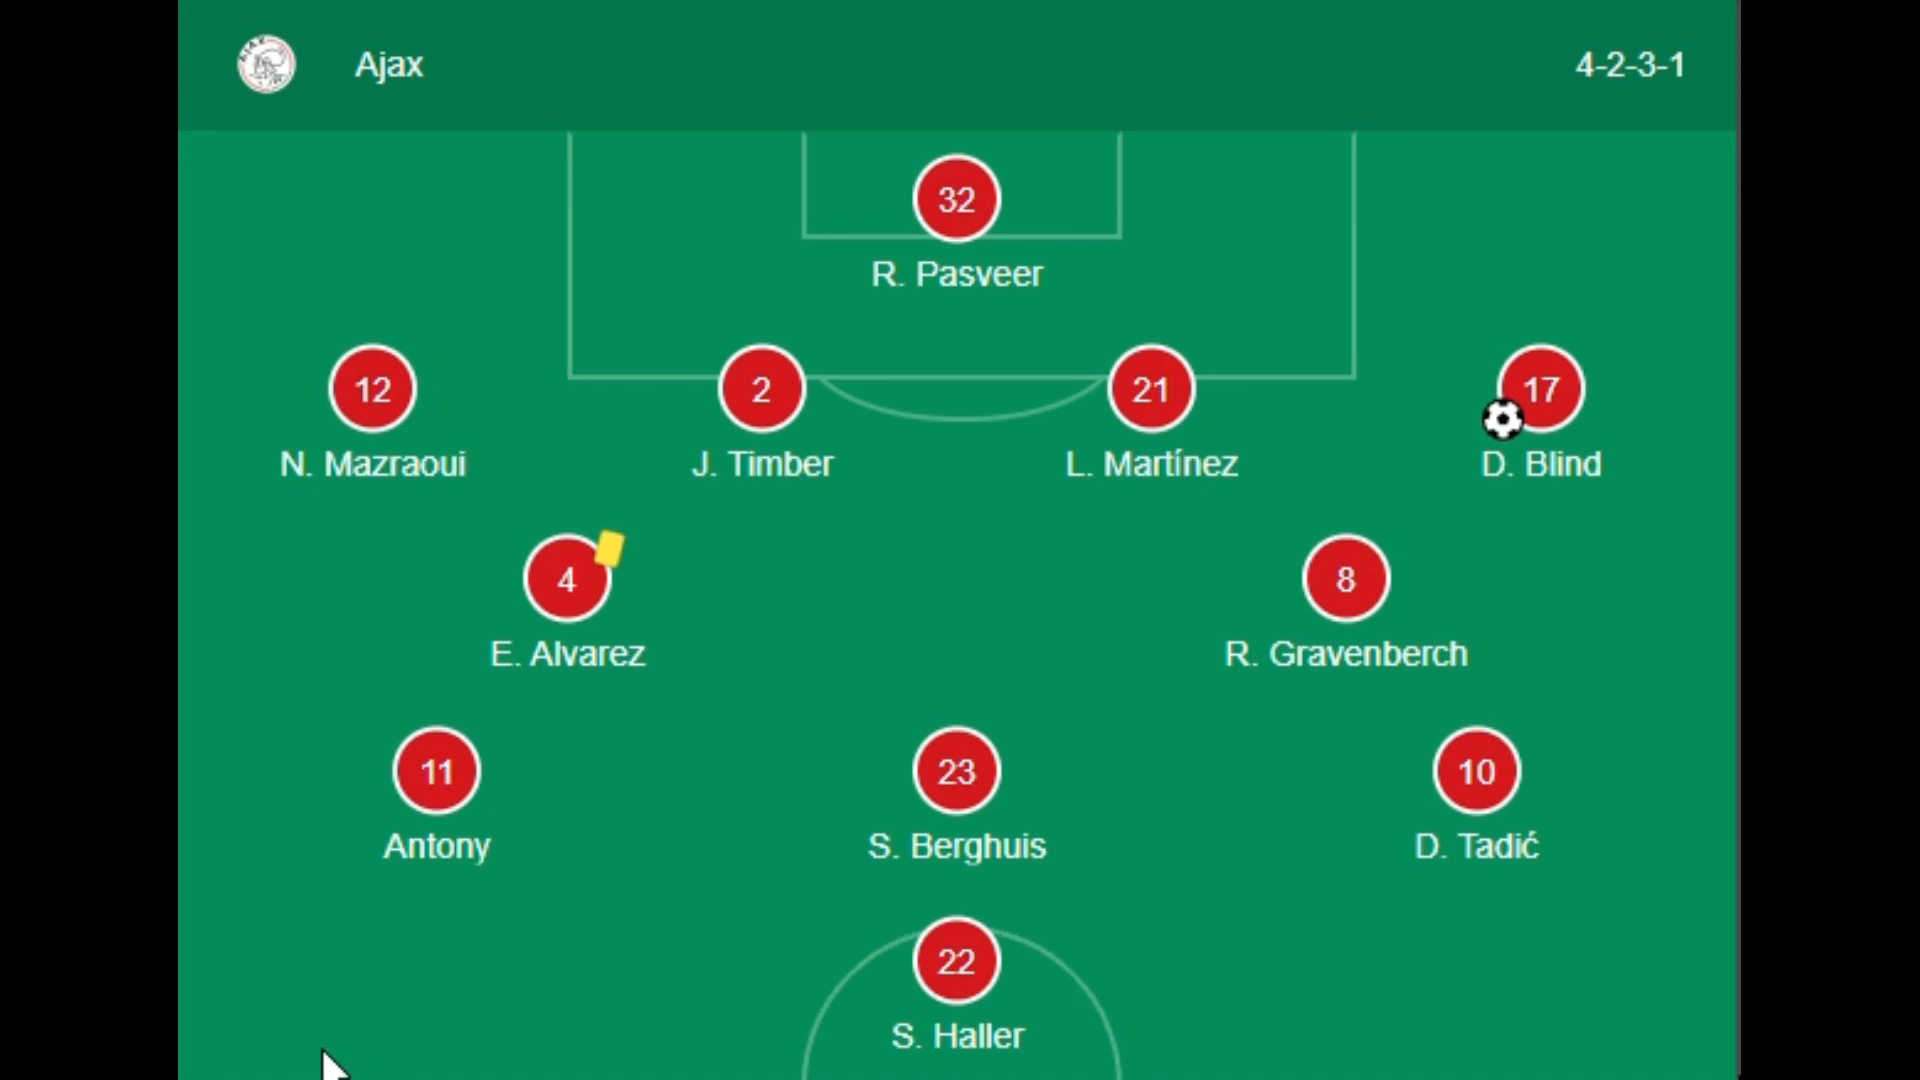 Ajax
4-2-3-1
32
R. Pasveer
12
2
21
17
N. Mazraoui
J. Timber
L. Martínez
D. Blind
4
8
E. Alvarez
R. Gravenberch
11
23
10
Antony
S. Berghuis
D. Tadić
22
S. Haller